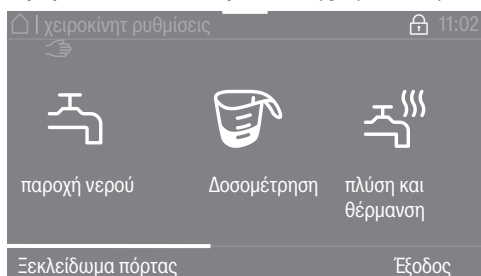 χειροκίνητ ρυθμίσεις 11:02
παροχή νερού Δοσομέτρηση πλύση και
θέρμανση
Ξεκλείδωμα πόρτας Έξοδος